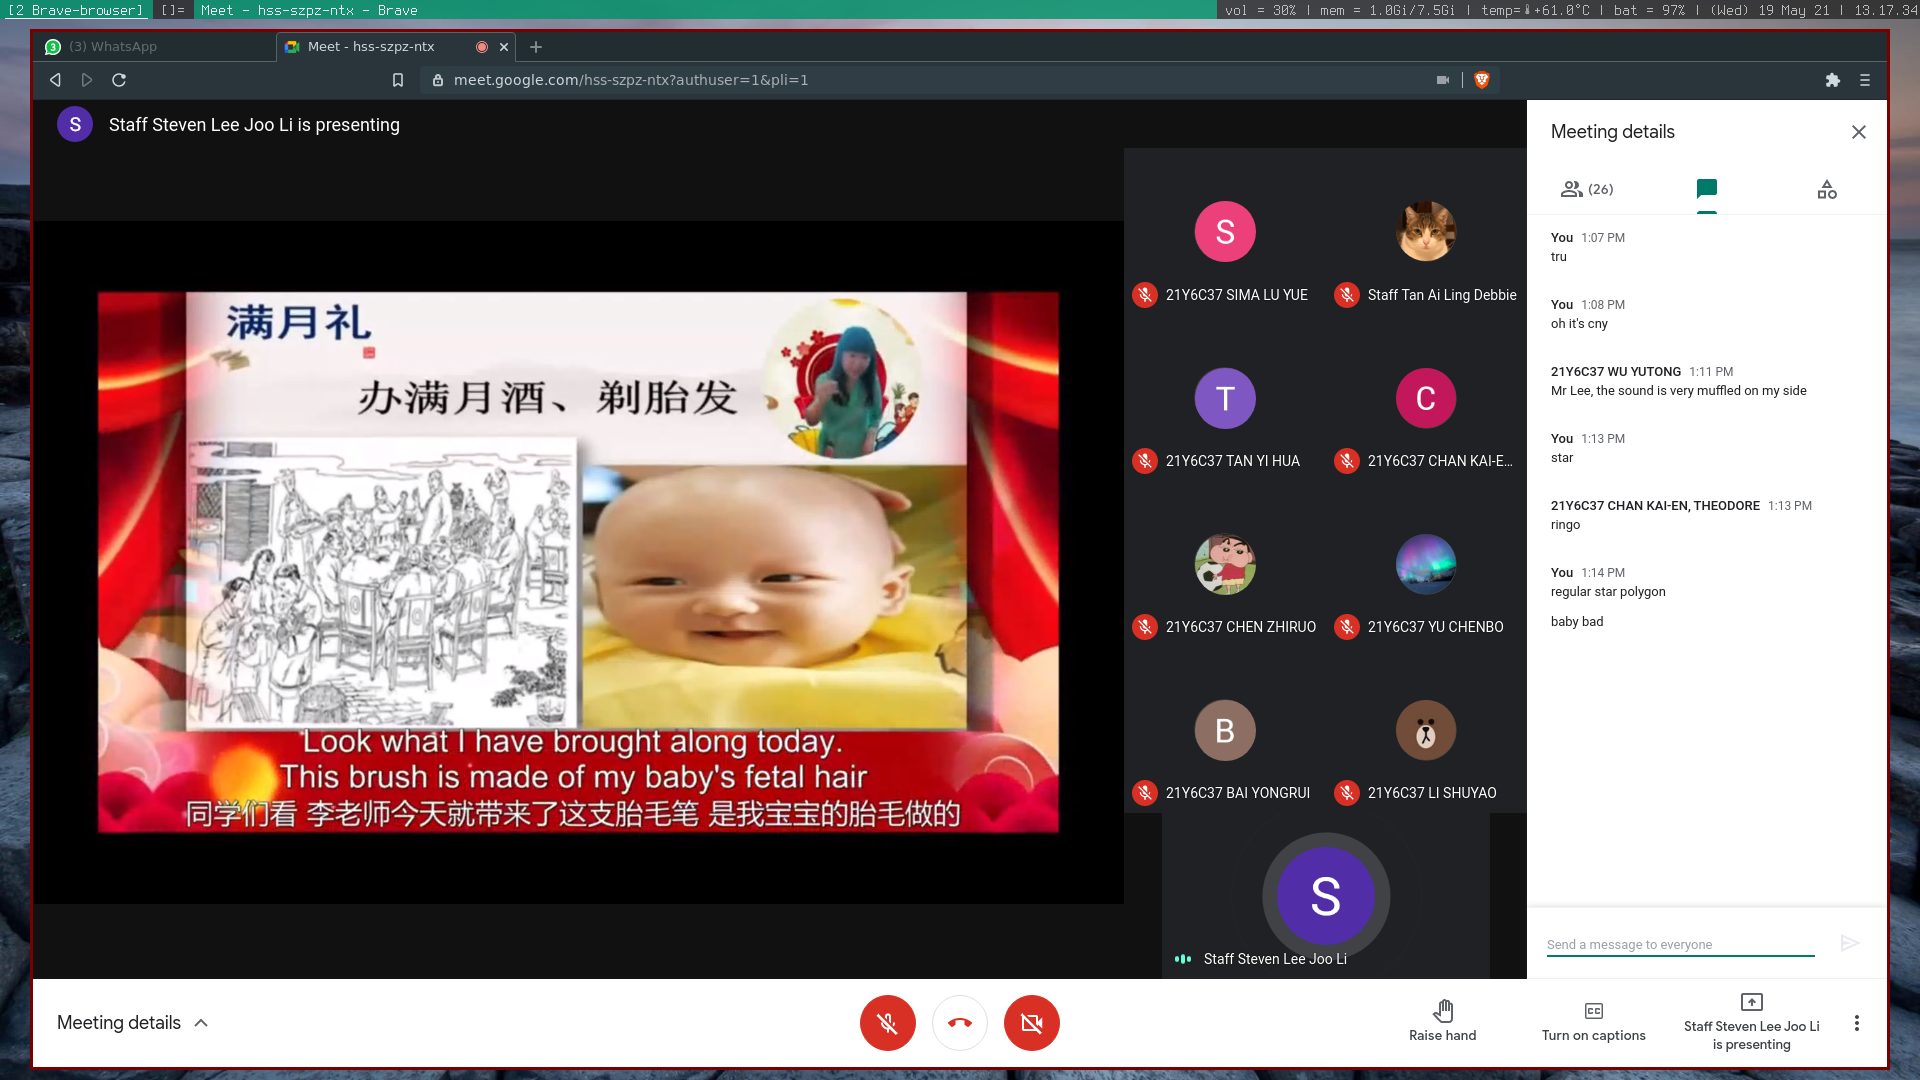 [2 Brave-browser]
[]=
Meet - hss-szpz-ntx - Brave
vol = 30% | mem = 1.0Gi/7.5Gi | temp=🌡+61.0°C | bat = 97% | (Wed) 19 May 21 | 13.17.34
3
(3) WhatsApp
Meet - hss-szpz-ntx
meet.google.com/hss-szpz-ntx?authuser=1&pli=1
S
Staff Steven Lee Joo Li is presenting
满月礼
办满月酒、剃胎发
"Look what I have brought along today.
This brush is made of my baby's fetal hair
同学们看 李老师今天就带来了这支胎毛笔 是我宝宝的胎毛做的
S
21Y6C37 SIMA LU YUE
Staff Tan Ai Ling Debbie
T
21Y6C37 TAN YI HUA
C
21Y6C37 CHAN KAI-E...
21Y6C37 CHEN ZHIRUO
21Y6C37 YU CHENBO
B
21Y6C37 BAI YONGRUI
21Y6C37 LI SHUYAO
S
Staff Steven Lee Joo Li
Meeting details
(26)
You 1:07 PM
tru
You 1:08 PM
oh it's cny
21Y6C37 WU YUTONG 1:11 PM
Mr Lee, the sound is very muffled on my side
You 1:13 PM
star
21Y6C37 CHAN KAI-EN, THEODORE 1:13 PM
ringo
You 1:14 PM
regular star polygon
baby bad
Send a message to everyone
Meeting details
Raise hand
CC
Turn on captions
Staff Steven Lee Joo Li
is presenting